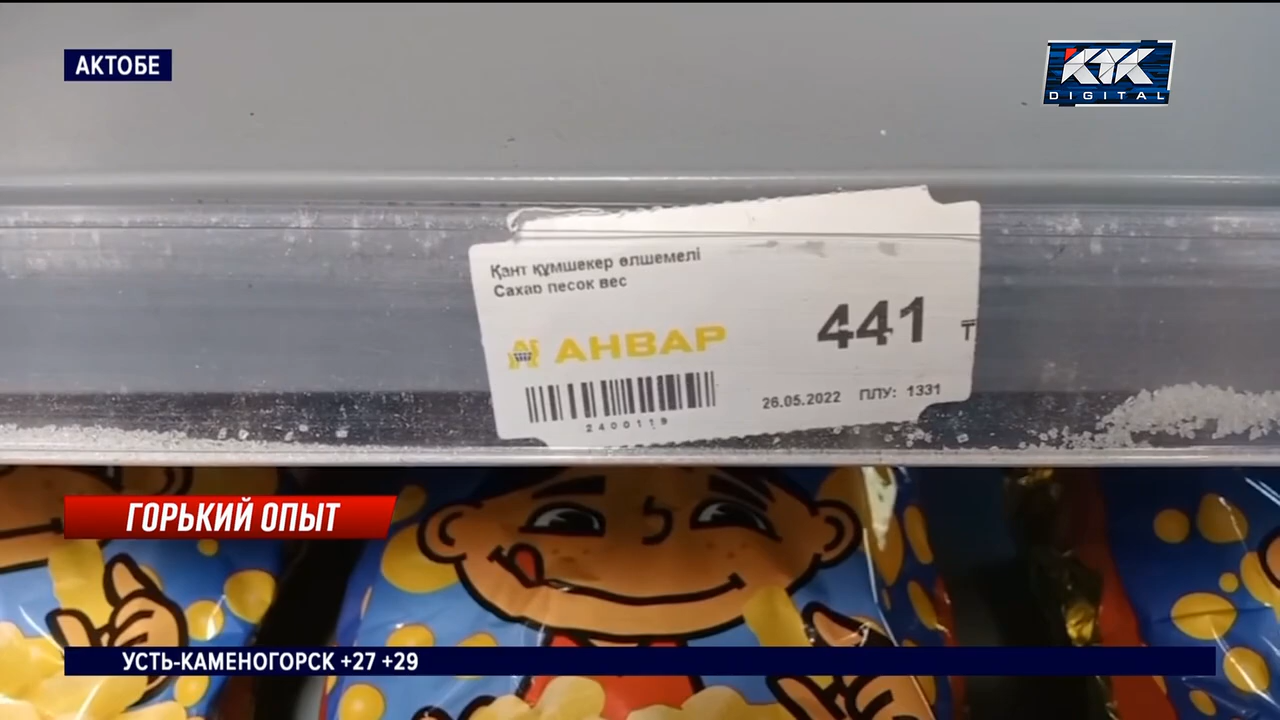 АКТОБЕ
КТК
DIGITAL
Қант құмшекер өлшемелі
Сахар песок вес
АНВАР
441 ₸
26.05.2022 ПЛУ: 1331
2400119
ГОРЬКИЙ ОПЫТ
УСТЬ-КАМЕНОГОРСК +27 +29